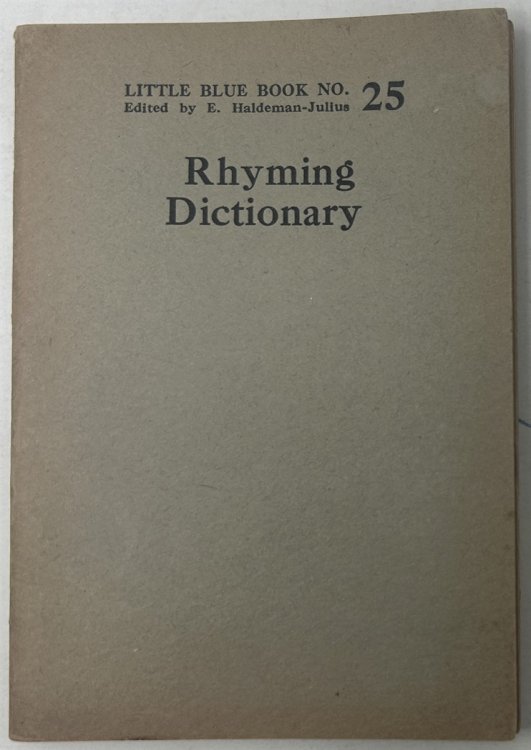 LITTLE BLUE BOOK NO. 25
Edited by E. Haldeman-Julius
Rhyming
Dictionary